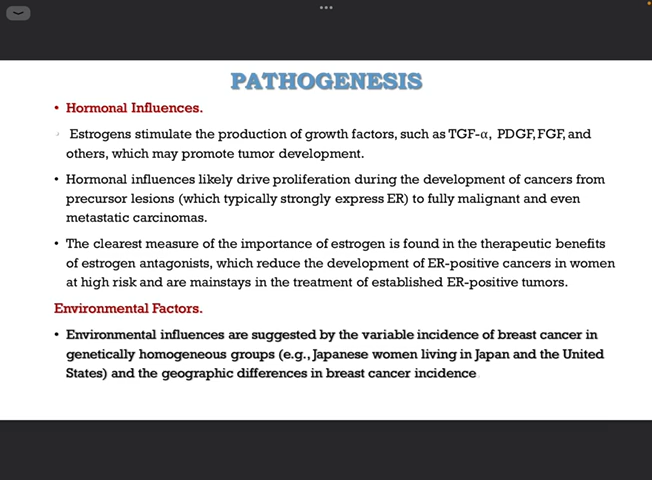 PATHOGENESIS
• Hormonal Influences.
◦ Estrogens stimulate the production of growth factors, such as TGF-α, PDGF, FGF, and
others, which may promote tumor development.
• Hormonal influences likely drive proliferation during the development of cancers from
precursor lesions (which typically strongly express ER) to fully malignant and even
metastatic carcinomas.
• The clearest measure of the importance of estrogen is found in the therapeutic benefits
of estrogen antagonists, which reduce the development of ER-positive cancers in women
at high risk and are mainstays in the treatment of established ER-positive tumors.
Environmental Factors.
• Environmental influences are suggested by the variable incidence of breast cancer in
genetically homogeneous groups (e.g., Japanese women living in Japan and the United
States) and the geographic differences in breast cancer incidence.